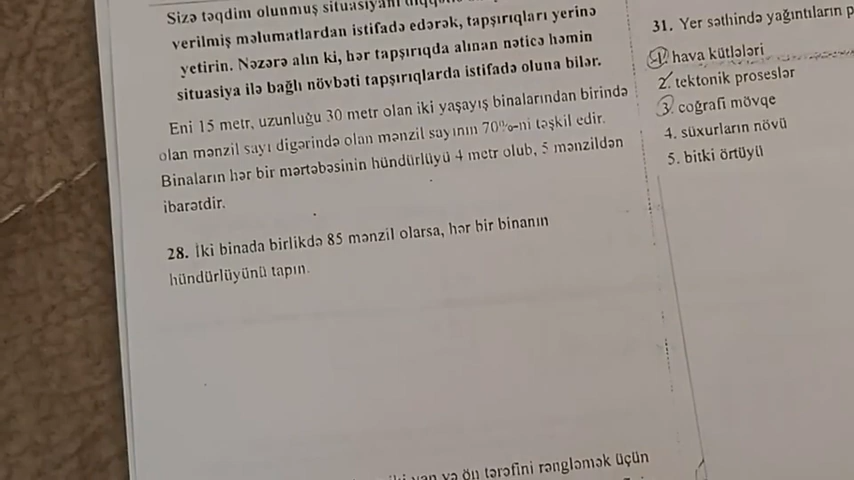 Sizə təqdim olunmuş situasiyanı
verilmiş məlumatlardan istifadə edərək, tapşırıqları yerinə
yetirin. Nəzərə alın ki, hər tapşırıqda alınan nəticə həmin
situasiya ilə bağlı növbəti tapşırıqlarda istifadə oluna bilər.
Eni 15 metr, uzunluğu 30 metr olan iki yaşayış binalarından birində
olan mənzil sayı digərində olan mənzil sayının 70%-ni təşkil edir.
Binaların hər bir mərtəbəsinin hündürlüyü 4 metr olub, 5 mənzildən
ibarətdir.
28. İki binada birlikdə 85 mənzil olarsa, hər bir binanın
hündürlüyünü tapın.
yan və ön tərəfini rəngləmək üçün
31. Yer səthində yağıntıların
1. hava kütlələri
2. tektonik proseslər
3. coğrafi mövqe
4. süxurların növü
5. bitki örtüyü